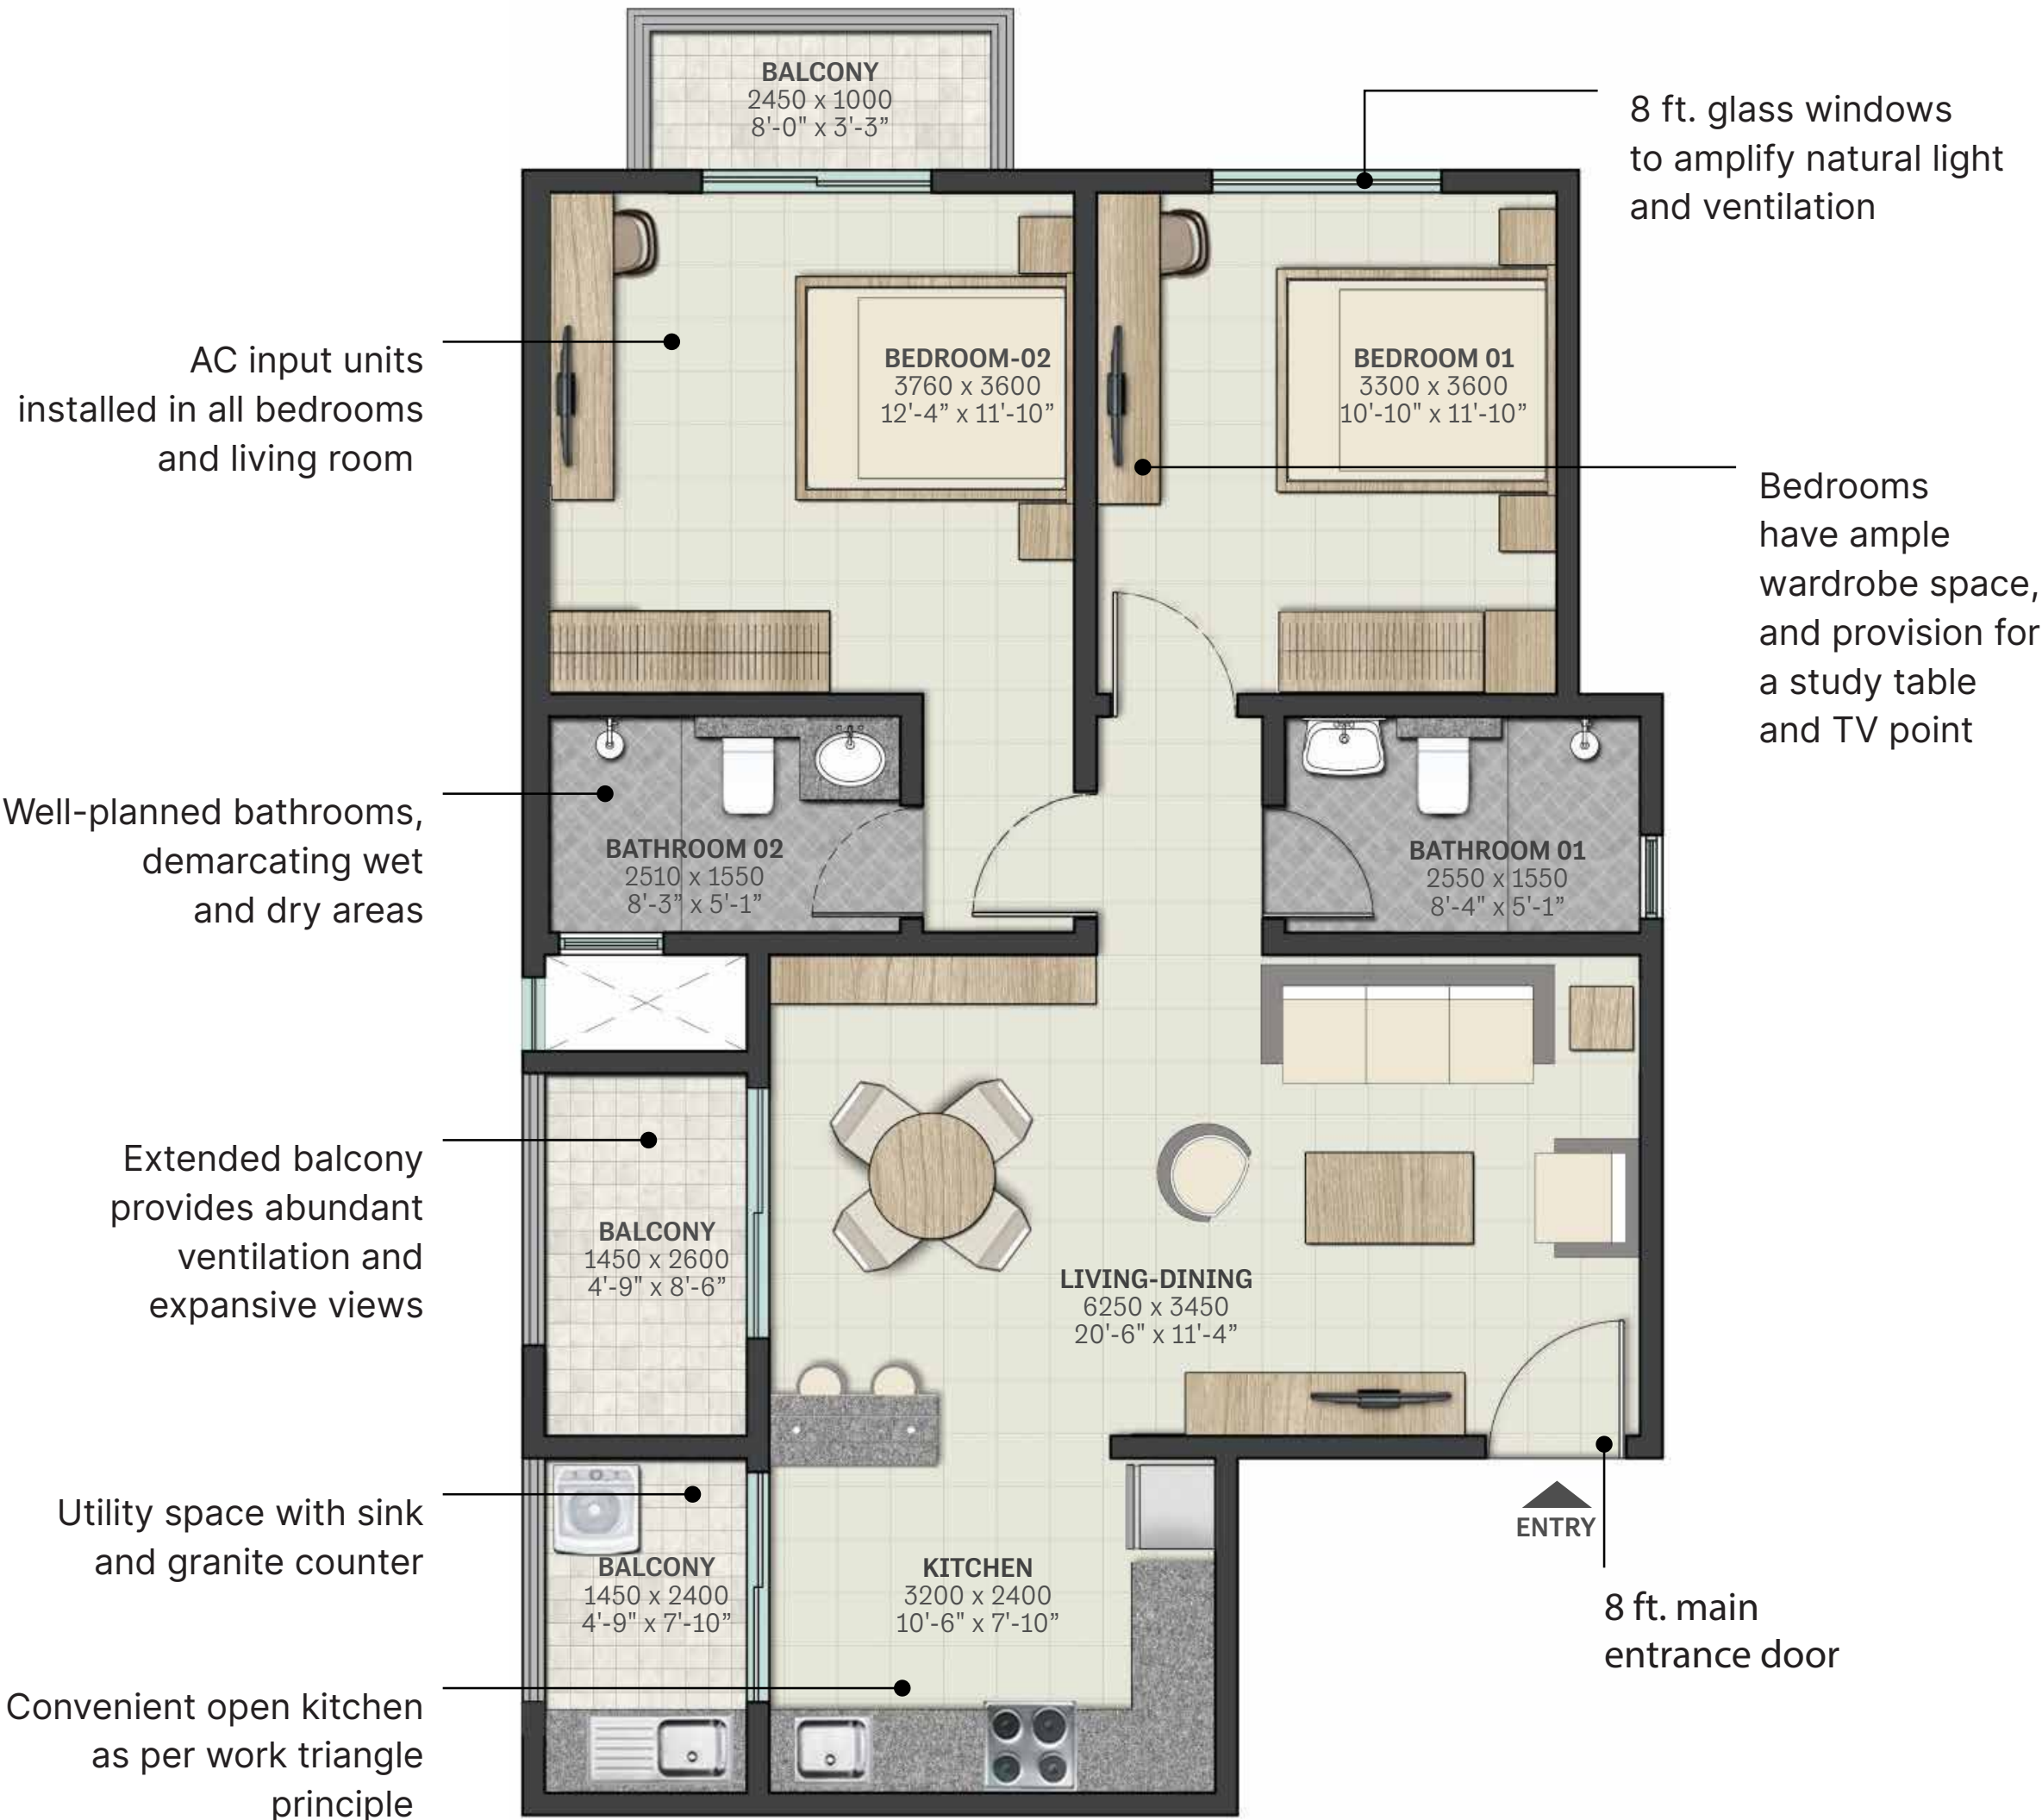 BALCONY
2450 x 1000
8'-0" x 3'-3”
8 ft. glass windows
to amplify natural light
and ventilation
AC input units
installed in all bedrooms
and living room
BEDROOM-02
3760 x 3600
12'-4” x 11'-10”
BEDROOM 01
3300 x 3600
10'-10" x 11'-10”
Bedrooms
have ample
wardrobe space,
and provision for
a study table
and TV point
Well-planned bathrooms,
demarcating wet
and dry areas
BATHROOM 02
2510 x 1550
8'-3” x 5'-1”
BATHROOM 01
2550 x 1550
8'-4" x 5'-1”
Extended balcony
provides abundant
ventilation and
expansive views
BALCONY
1450 x 2600
4'-9" x 8'-6”
LIVING-DINING
6250 x 3450
20'-6" x 11'-4”
Utility space with sink
and granite counter
BALCONY
1450 x 2400
4'-9" x 7'-10”
KITCHEN
3200 x 2400
10'-6" x 7'-10”
ENTRY
8 ft. main
entrance door
Convenient open kitchen
as per work triangle
principle